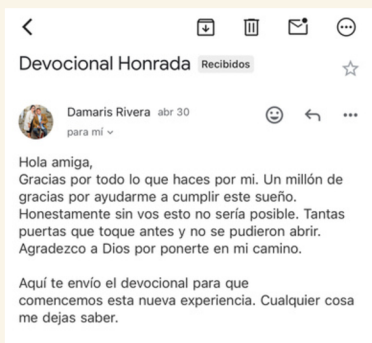 Devocional Honrada Recibidos
Damaris Rivera abr 30
para mí
Hola amiga,
Gracias por todo lo que haces por mi. Un millón de
gracias por ayudarme a cumplir este sueño.
Honestamente sin vos esto no sería posible. Tantas
puertas que toque antes y no se pudieron abrir.
Agradezco a Dios por ponerte en mi camino.
Aquí te envío el devocional para que
comencemos esta nueva experiencia. Cualquier cosa
me dejas saber.